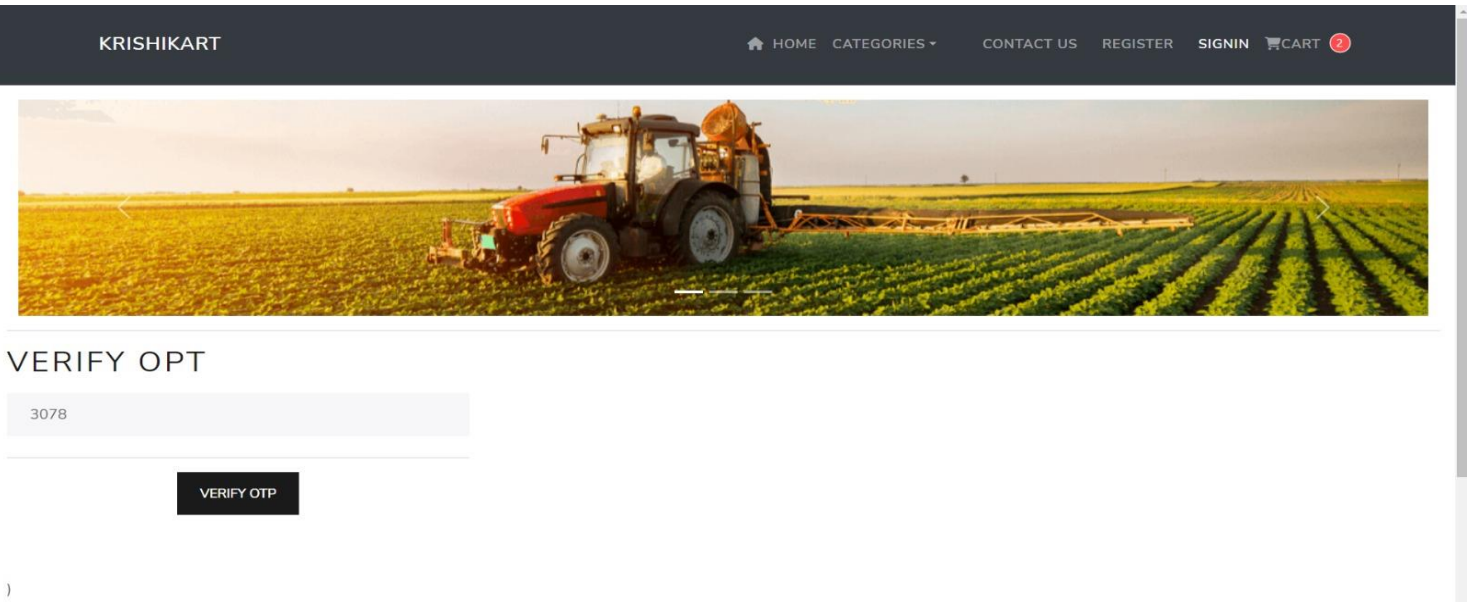 KRISHIKART
HOME CATEGORIES CONTACT US REGISTER SIGNIN CART 2
VERIFY OPT
3078
VERIFY OTP
)